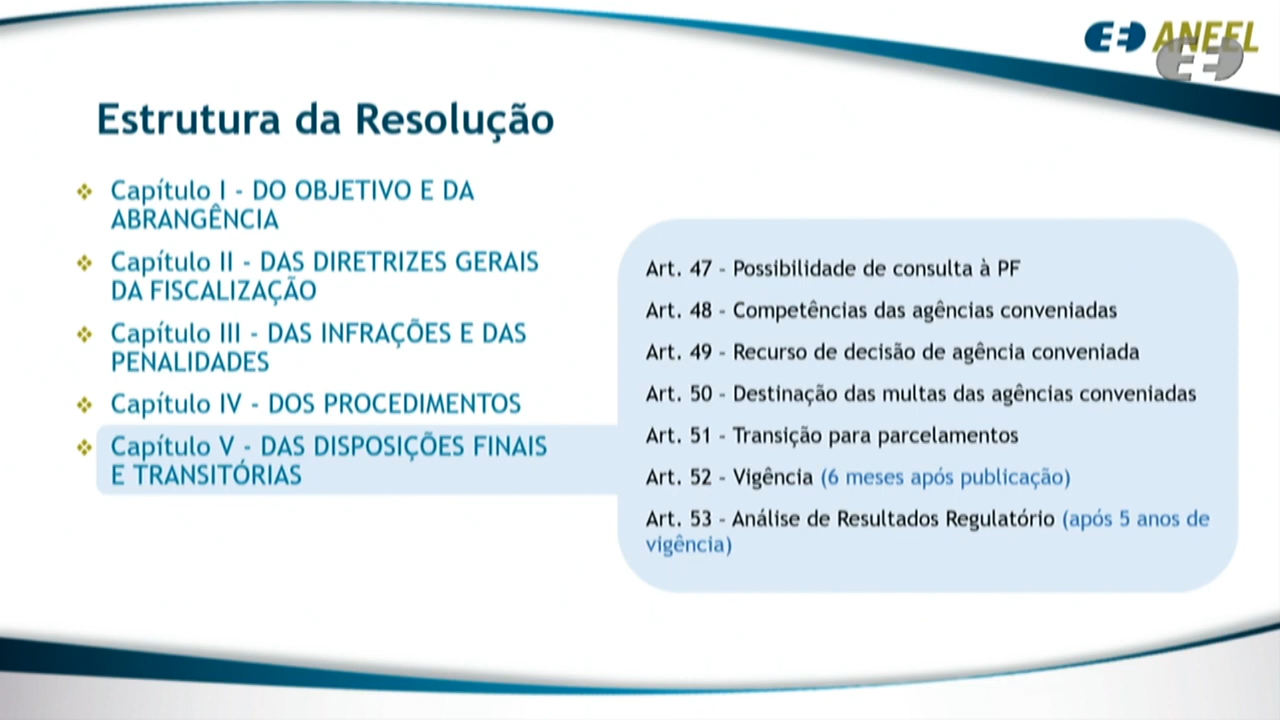 ANEEL
Estrutura da Resolução
Capítulo I - DO OBJETIVO E DA
ABRANGÊNCIA
Capítulo II - DAS DIRETRIZES GERAIS
DA FISCALIZAÇÃO
Capítulo III - DAS INFRAÇÕES E DAS
PENALIDADES
Capítulo IV - DOS PROCEDIMENTOS
Capítulo V - DAS DISPOSIÇÕES FINAIS
E TRANSITÓRIAS
Art. 47 - Possibilidade de consulta à PF
Art. 48 - Competências das agências conveniadas
Art. 49 - Recurso de decisão de agência conveniada
Art. 50 - Destinação das multas das agências conveniadas
Art. 51 - Transição para parcelamentos
Art. 52 - Vigência (6 meses após publicação)
Art. 53 - Análise de Resultados Regulatório (após 5 anos de
vigência)